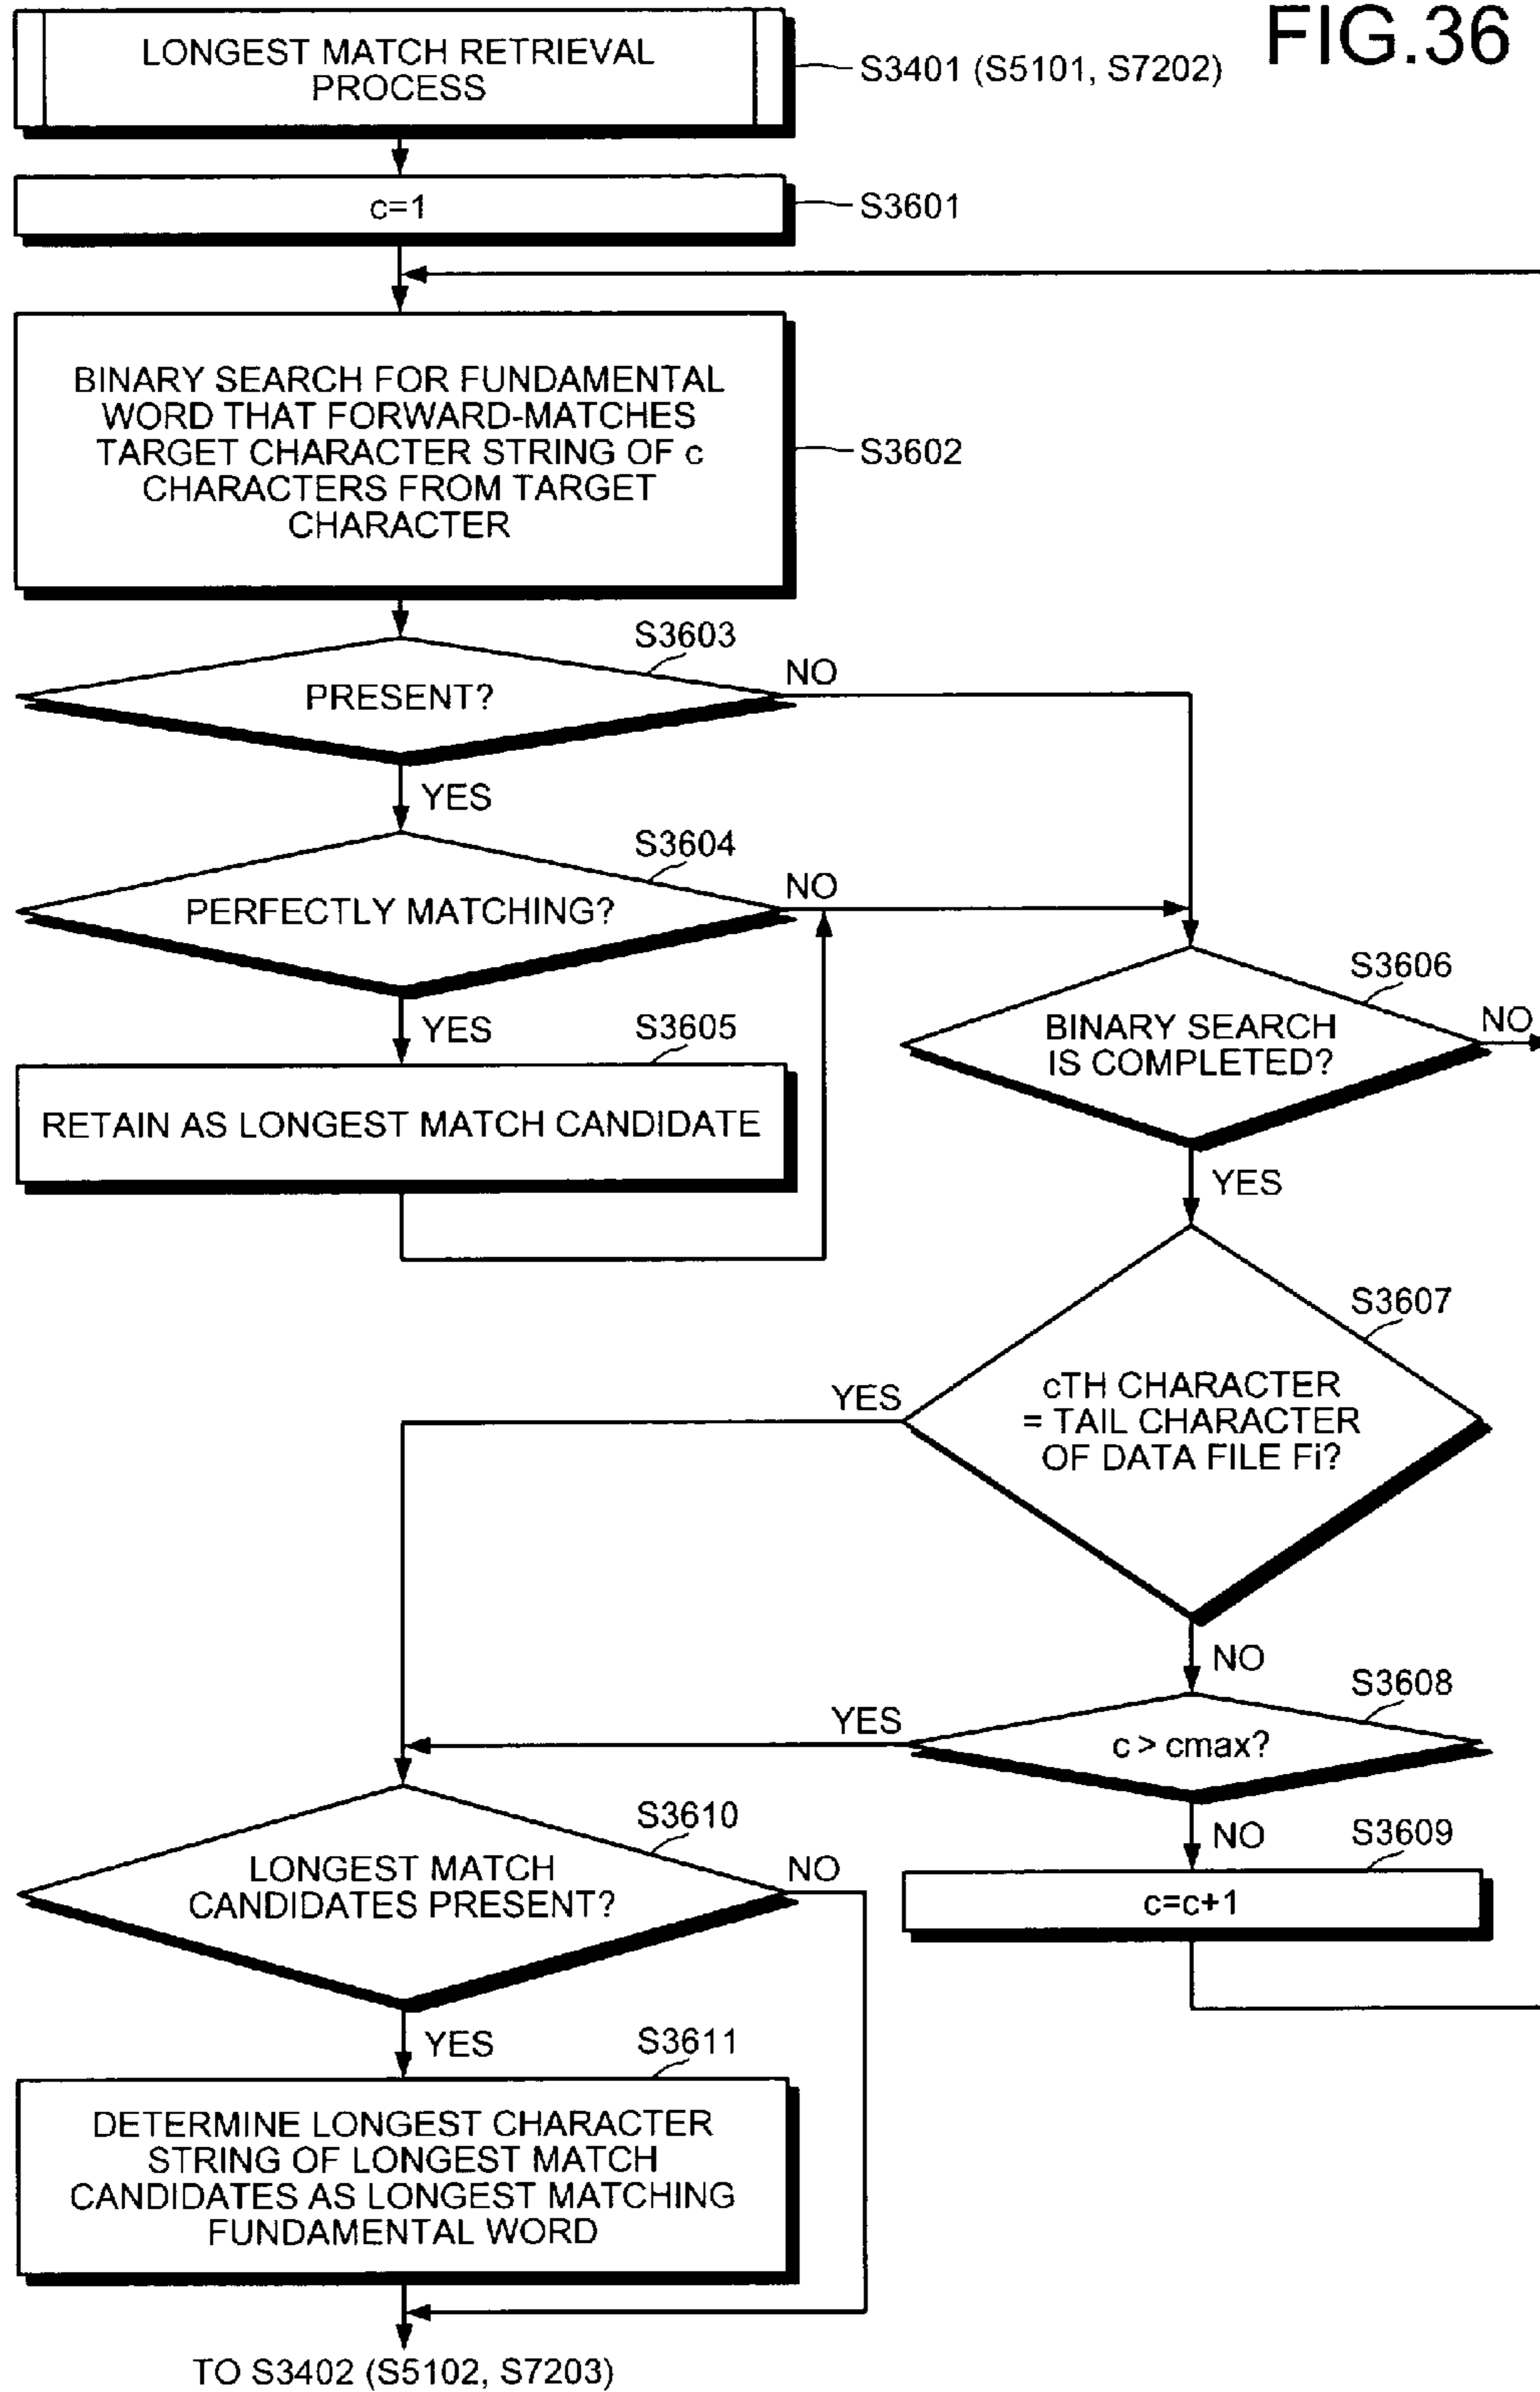 FIG.36
LONGEST MATCH RETRIEVAL
PROCESS
S3401 (S5101, S7202)
c=1
S3601
BINARY SEARCH FOR FUNDAMENTAL
WORD THAT FORWARD-MATCHES
TARGET CHARACTER STRING OF c
CHARACTERS FROM TARGET
CHARACTER
S3602
S3603
PRESENT?
NO
YES
S3604
PERFECTLY MATCHING?
NO
YES
S3605
RETAIN AS LONGEST MATCH CANDIDATE
S3606
BINARY SEARCH
IS COMPLETED?
NO
YES
S3607
cTH CHARACTER
= TAIL CHARACTER
OF DATA FILE Fi?
YES
NO
S3608
c > cmax?
YES
NO
S3609
c=c+1
S3610
LONGEST MATCH
CANDIDATES PRESENT?
NO
YES
S3611
DETERMINE LONGEST CHARACTER
STRING OF LONGEST MATCH
CANDIDATES AS LONGEST MATCHING
FUNDAMENTAL WORD
TO S3402 (S5102, S7203)